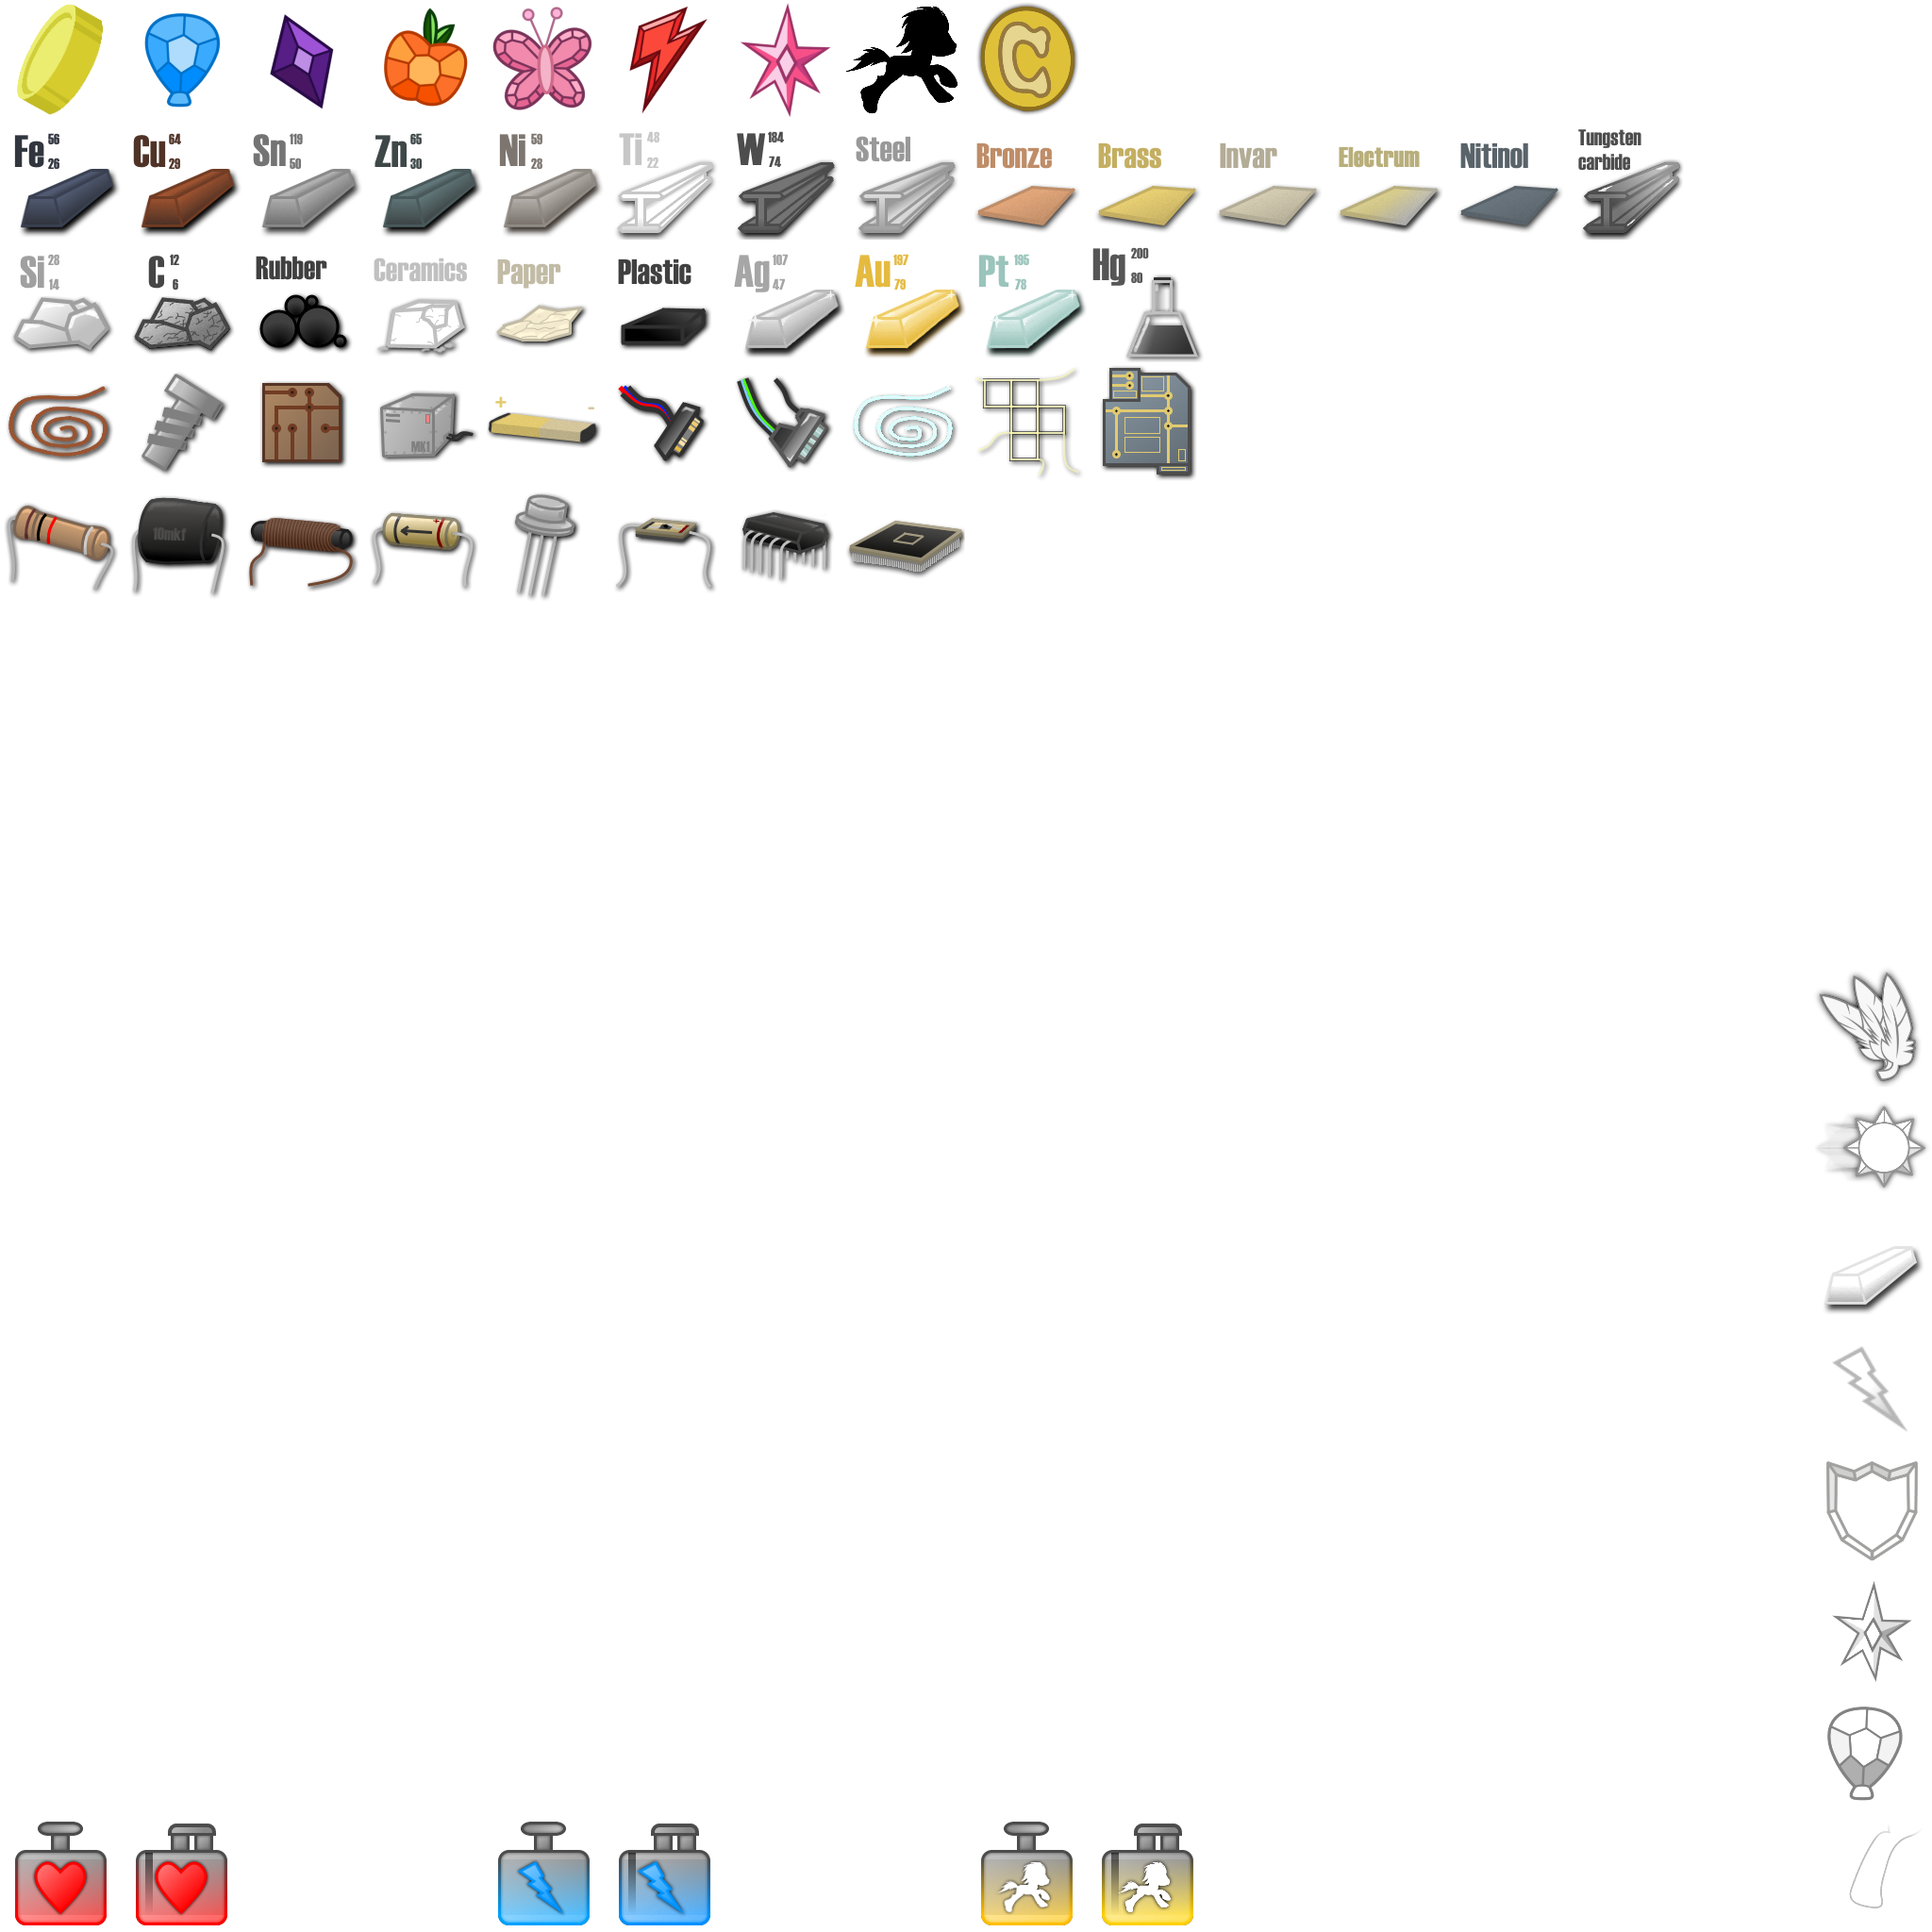 C
Fe 56 26 Cu 64 29 Sn 119 50 Zn 65 30 Ni 59 28 Ti 48 22 W 184 74 Steel Bronze Brass Invar Electrum Nitinol Tungsten
carbide
Si 28 14 C 12 6 Rubber Ceramics Paper Plastic Ag 107 47 Au 197 79 Pt 195 78 Hg 200 80
MK1 + -
10mkf +